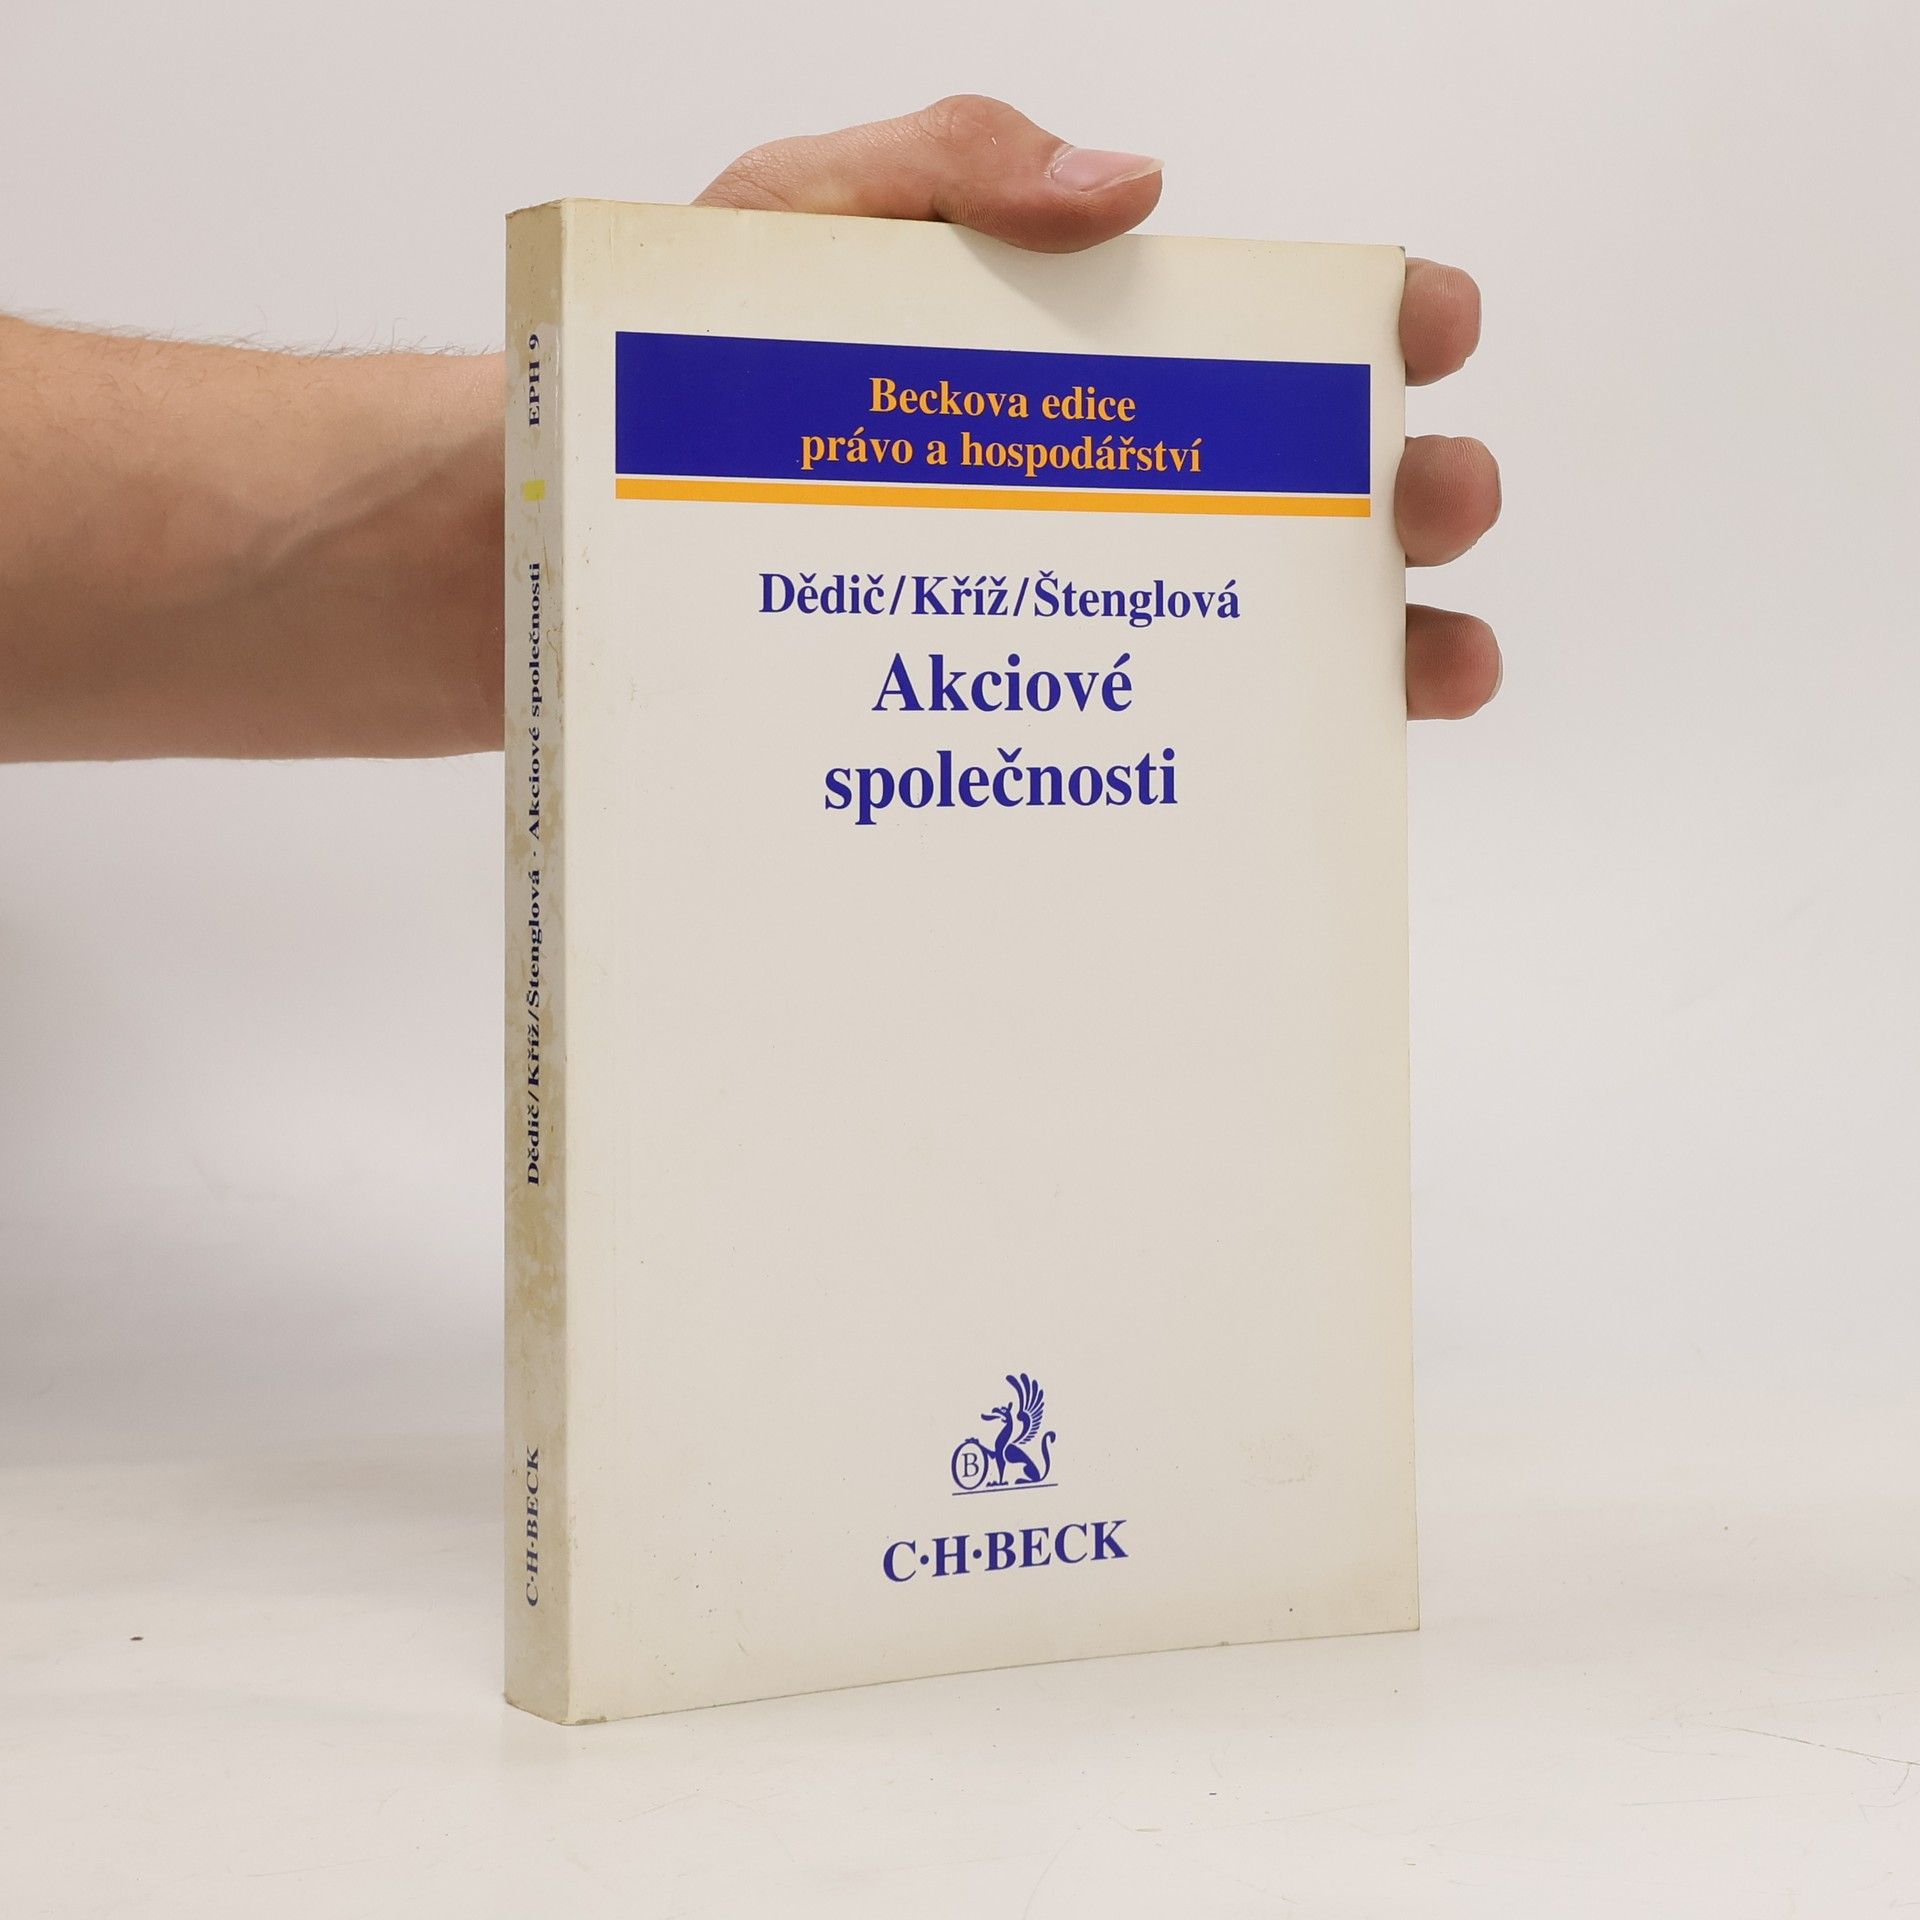 Beckova edice
právo a hospodářství
Dědič/Kříž/Štenglová
Akciové
společnosti
B
C·H·BECK
Dědič/Kříž/Štenglová · Akciové společnosti
EPH 9
C·H·BECK